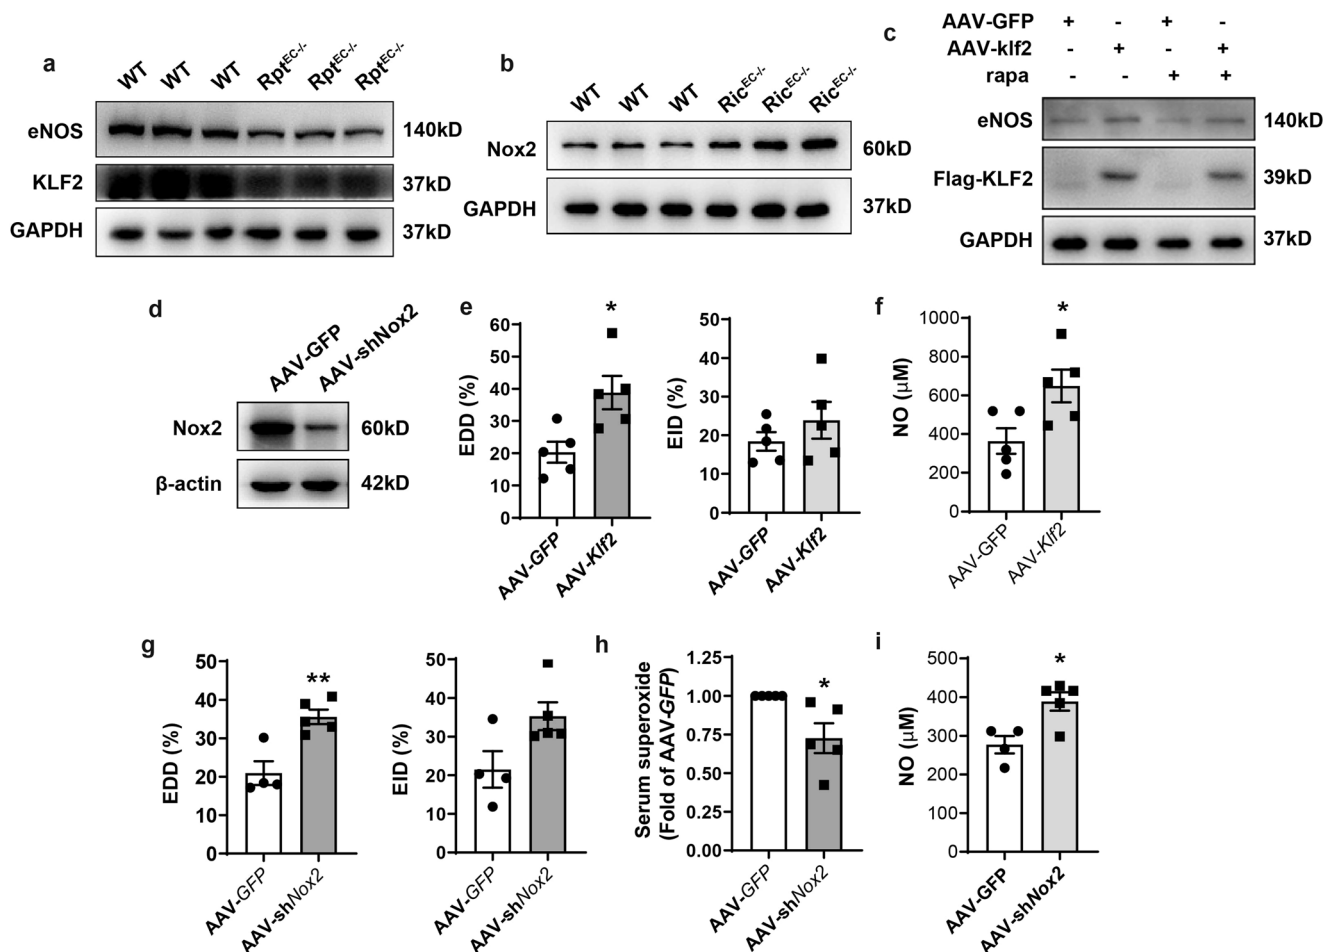 a
WT WT WT Rpt^EC-/- Rpt^EC-/- Rpt^EC-/-
eNOS 140kD
KLF2 37kD
GAPDH 37kD
b
WT WT WT Ric^EC-/- Ric^EC-/- Ric^EC-/-
Nox2 60kD
GAPDH 37kD
c
AAV-GFP + - + -
AAV-klf2 - + - +
rapa - - + +
eNOS 140kD
Flag-KLF2 39kD
GAPDH 37kD
d
AAV-GFP AAV-shNox2
Nox2 60kD
β-actin 42kD
e
EDD (%)
60
50
40
30
20
10
0
*
AAV-GFP AAV-Klf2
EID (%)
50
40
30
20
10
0
AAV-GFP AAV-Klf2
f
NO (μM)
1000
800
600
400
200
0
*
AAV-GFP AAV-Klf2
g
EDD (%)
50
40
30
20
10
0
**
AAV-GFP AAV-shNox2
EID (%)
50
40
30
20
10
0
AAV-GFP AAV-shNox2
h
Serum superoxide
(Fold of AAV-GFP)
1.25
1.00
0.75
0.50
0.25
0.00
*
AAV-GFP AAV-shNox2
i
NO (μM)
500
400
300
200
100
0
*
AAV-GFP AAV-shNox2